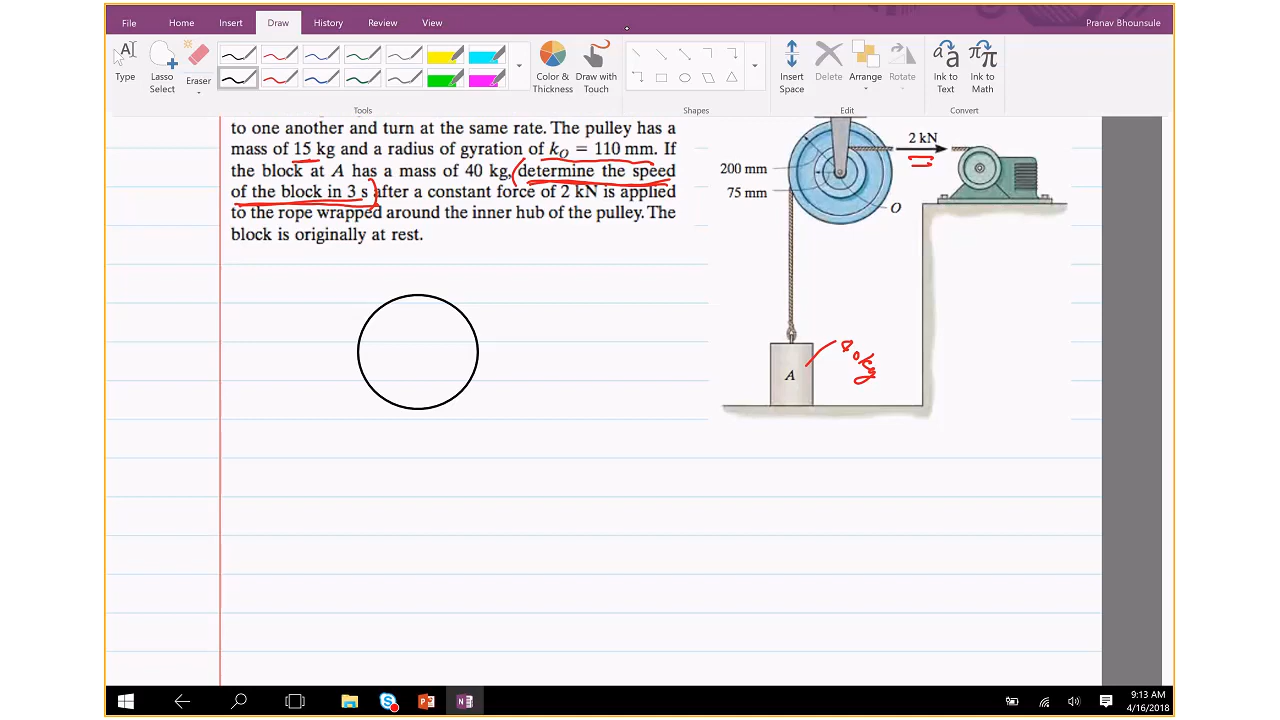 Pranav Bhounsule
File Home Insert Draw History Review View
Type
Lasso Select
Eraser
Color & Thickness
Draw with Touch
Insert Space
Delete
Arrange
Rotate
Ink to Text
Ink to Math
Tools
Shapes
Edit
Convert
to one another and turn at the same rate. The pulley has a
mass of 15 kg and a radius of gyration of kO = 110 mm. If
the block at A has a mass of 40 kg, determine the speed
of the block in 3 s after a constant force of 2 kN is applied
to the rope wrapped around the inner hub of the pulley. The
block is originally at rest.
2 kN
200 mm
75 mm
O
A
40kg
9:13 AM
4/16/2018